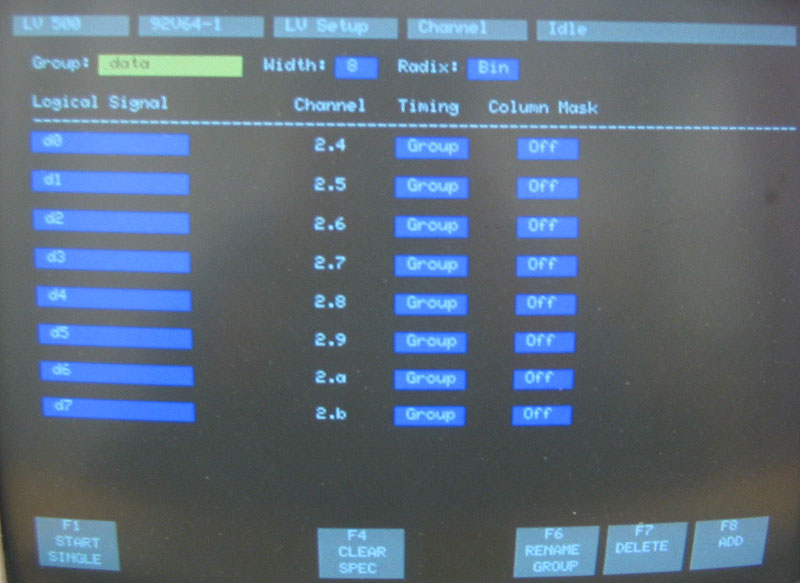 LV 500 92V64-1 LV Setup Channel Idle
Group: _data Width: 8 Radix: Bin
Logical Signal Channel Timing Column Mask
d0 2.4 Group Off
d1 2.5 Group Off
d2 2.6 Group Off
d3 2.7 Group Off
d4 2.8 Group Off
d5 2.9 Group Off
d6 2.a Group Off
d7 2.b Group Off
F1 F4 F6 F7 F8
START CLEAR RENAME DELETE ADD
SINGLE SPEC GROUP